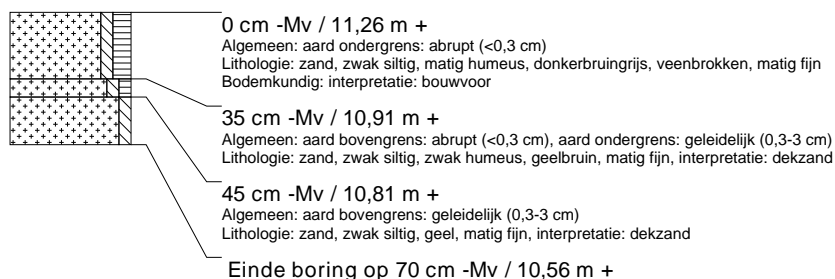 0 cm -Mv / 11,26 m +
Algemeen: aard ondergrens: abrupt (<0,3 cm)
Lithologie: zand, zwak siltig, matig humeus, donkerbruingrijs, veenbrokken, matig fijn
Bodemkundig: interpretatie: bouwvoor
35 cm -Mv / 10,91 m +
Algemeen: aard bovengrens: abrupt (<0,3 cm), aard ondergrens: geleidelijk (0,3-3 cm)
Lithologie: zand, zwak siltig, zwak humeus, geelbruin, matig fijn, interpretatie: dekzand
45 cm -Mv / 10,81 m +
Algemeen: aard bovengrens: geleidelijk (0,3-3 cm)
Lithologie: zand, zwak siltig, geel, matig fijn, interpretatie: dekzand
Einde boring op 70 cm -Mv / 10,56 m +